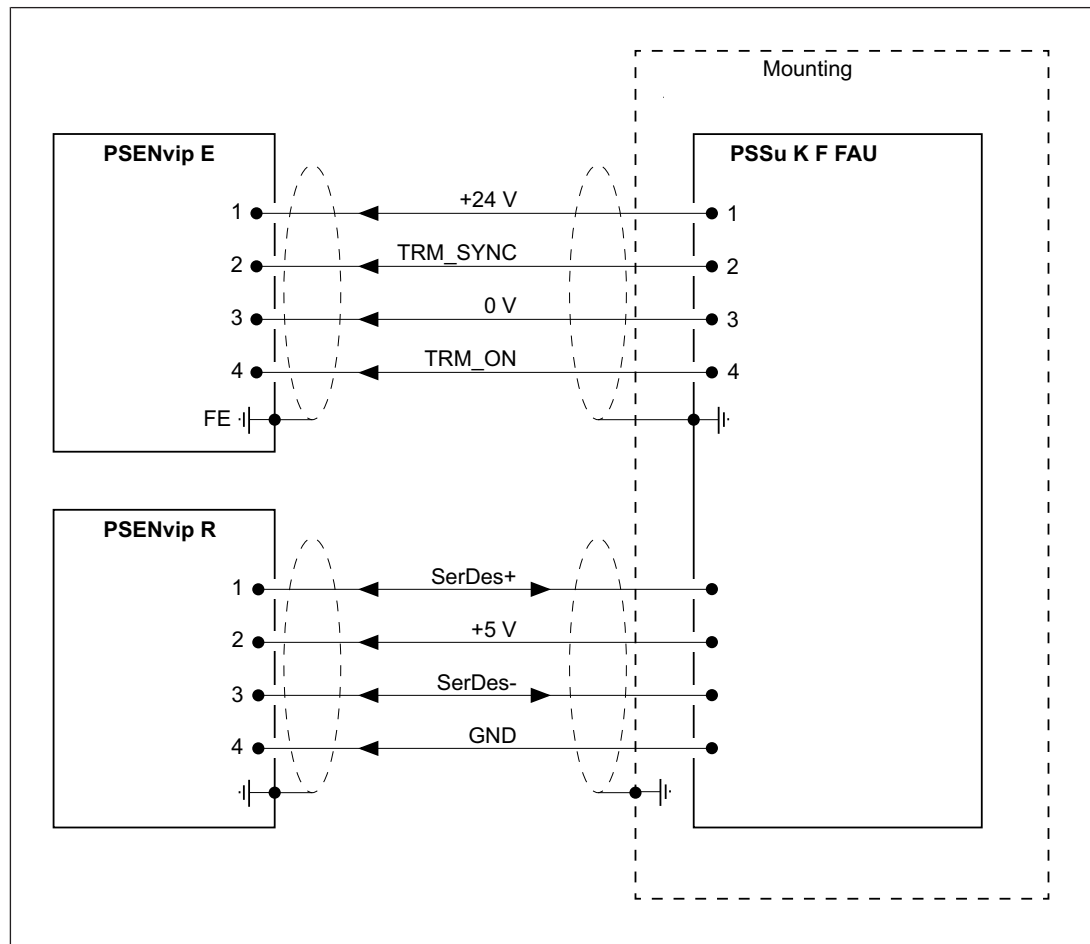 Mounting
PSENvip E
PSSu K F FAU
1 +24 V 1
2 TRM_SYNC 2
3 0 V 3
4 TRM_ON 4
FE
PSENvip R
1 SerDes+
2 +5 V
3 SerDes-
4 GND